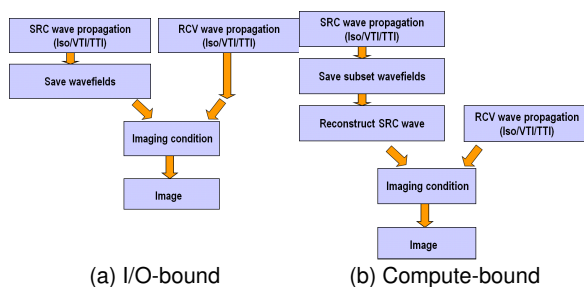 SRC wave propagation
(Iso/VTI/TTI)
Save wavefields
RCV wave propagation
(Iso/VTI/TTI)
Imaging condition
Image
(a) I/O-bound
SRC wave propagation
(Iso/VTI/TTI)
Save subset wavefields
Reconstruct SRC wave
RCV wave propagation
(Iso/VTI/TTI)
Imaging condition
Image
(b) Compute-bound